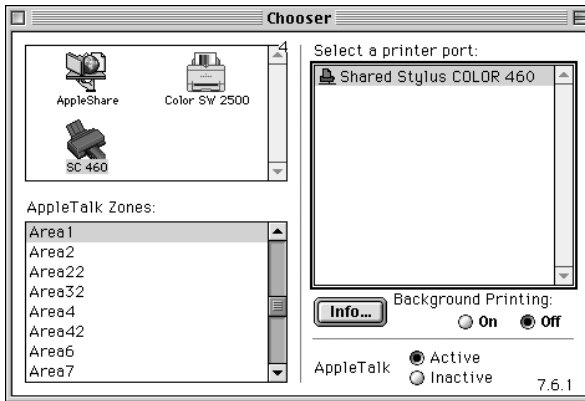 Chooser
4
AppleShare
Color SW 2500
SC 460
AppleTalk Zones:
Area1
Area2
Area22
Area32
Area4
Area42
Area6
Area7
Select a printer port:
Shared Stylus COLOR 460
Info...
Background Printing:
On Off
AppleTalk
Active
Inactive
7.6.1